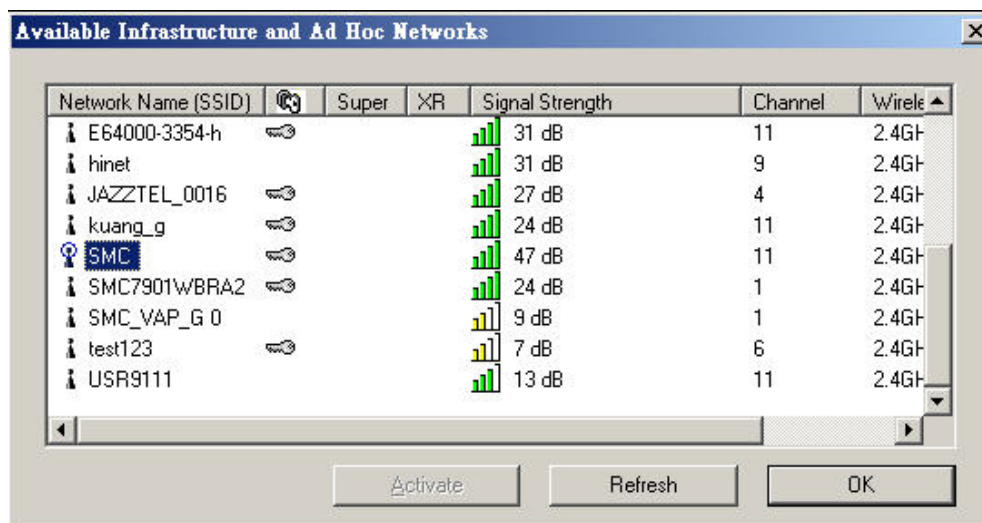 Available Infrastructure and Ad Hoc Networks
Network Name (SSID) Super XR Signal Strength Channel Wirele
E64000-3354-h 31 dB 11 2.4GH
hinet 31 dB 9 2.4GH
JAZZTEL_0016 27 dB 4 2.4GH
kuang_g 24 dB 11 2.4GH
SMC 47 dB 11 2.4GH
SMC7901WBRA2 24 dB 1 2.4GH
SMC_VAP_G 0 9 dB 1 2.4GH
test123 7 dB 6 2.4GH
USR9111 13 dB 11 2.4GH
Activate Refresh OK